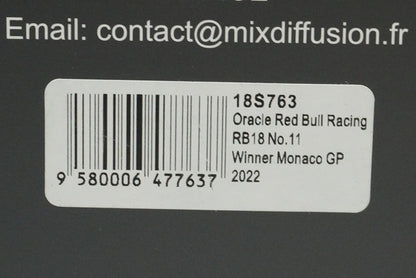 Email: contact@mixdiffusion.fr
18S763
Oracle Red Bull Racing
RB18 No.11
Winner Monaco GP
2022
9 580006 477637